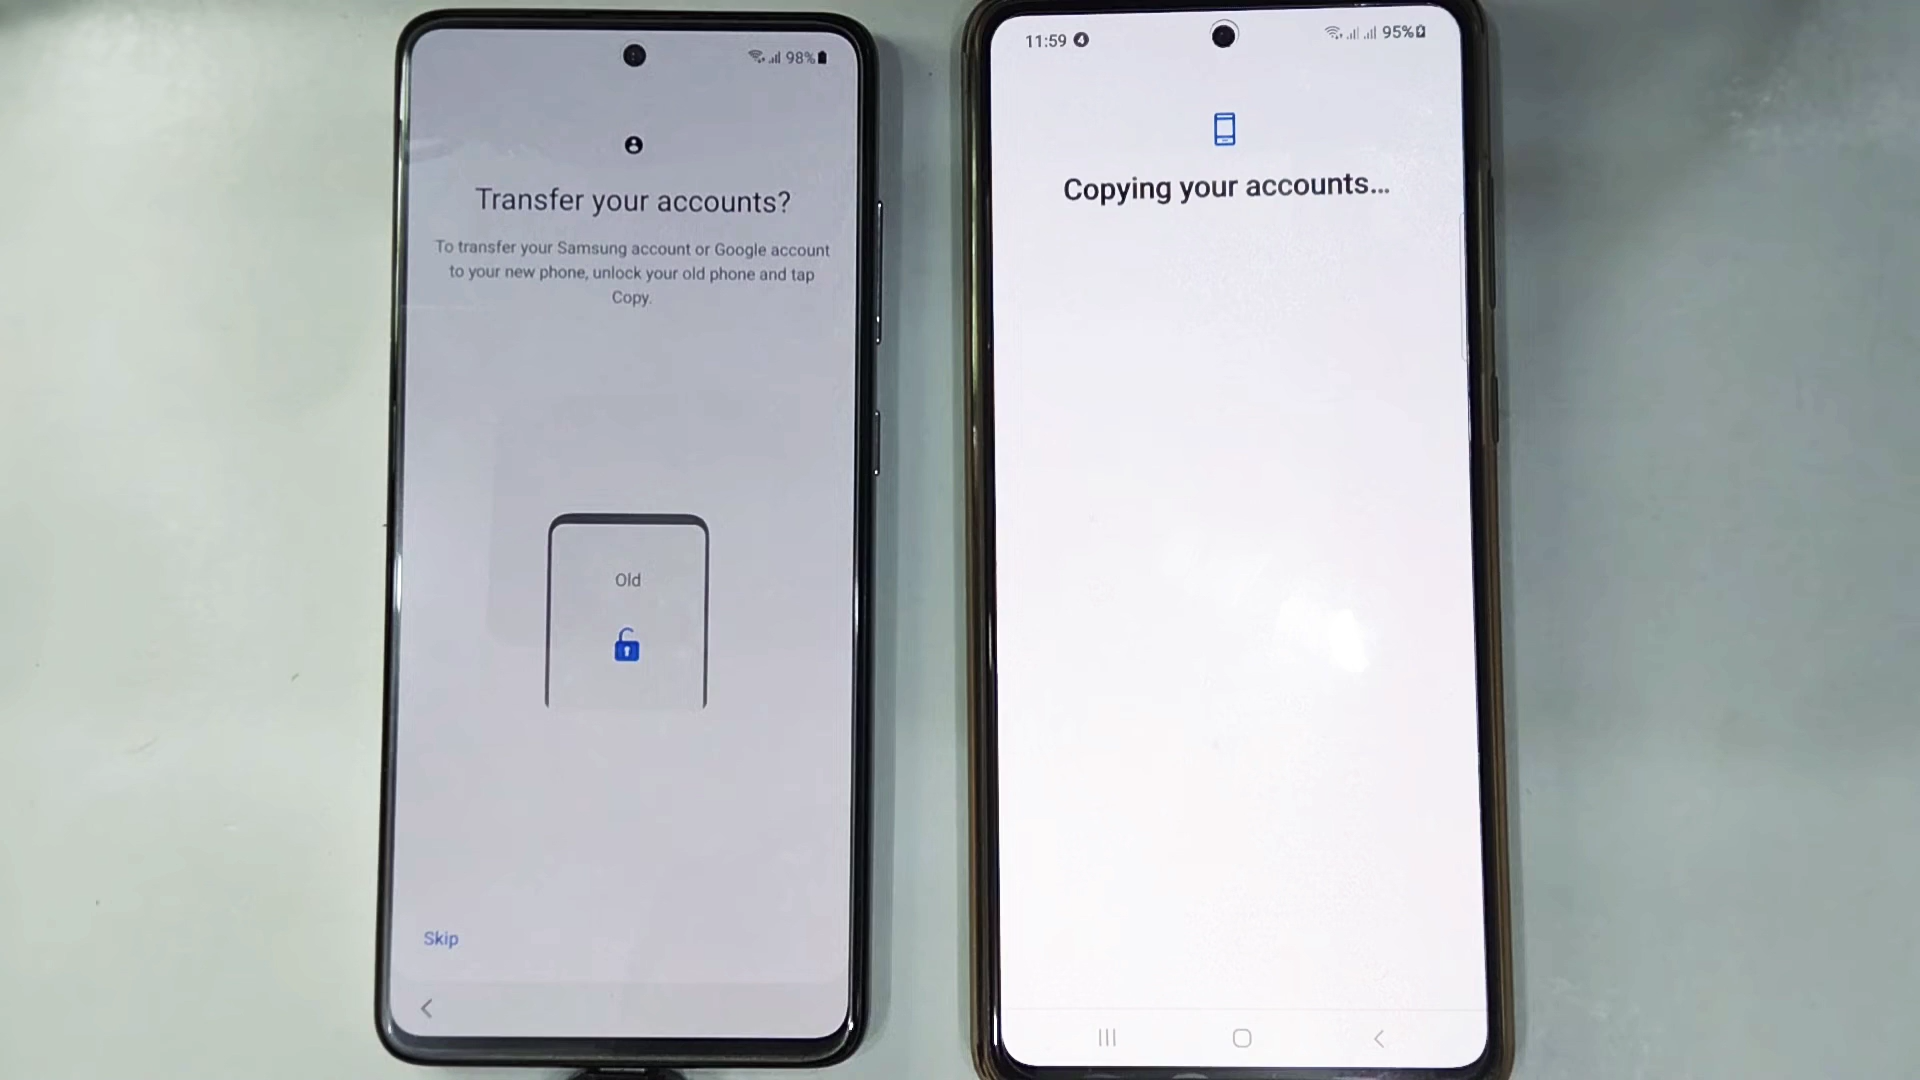 98%
Transfer your accounts?
To transfer your Samsung account or Google account
to your new phone, unlock your old phone and tap
Copy.
Old
Skip
11:59 95%
Copying your accounts...